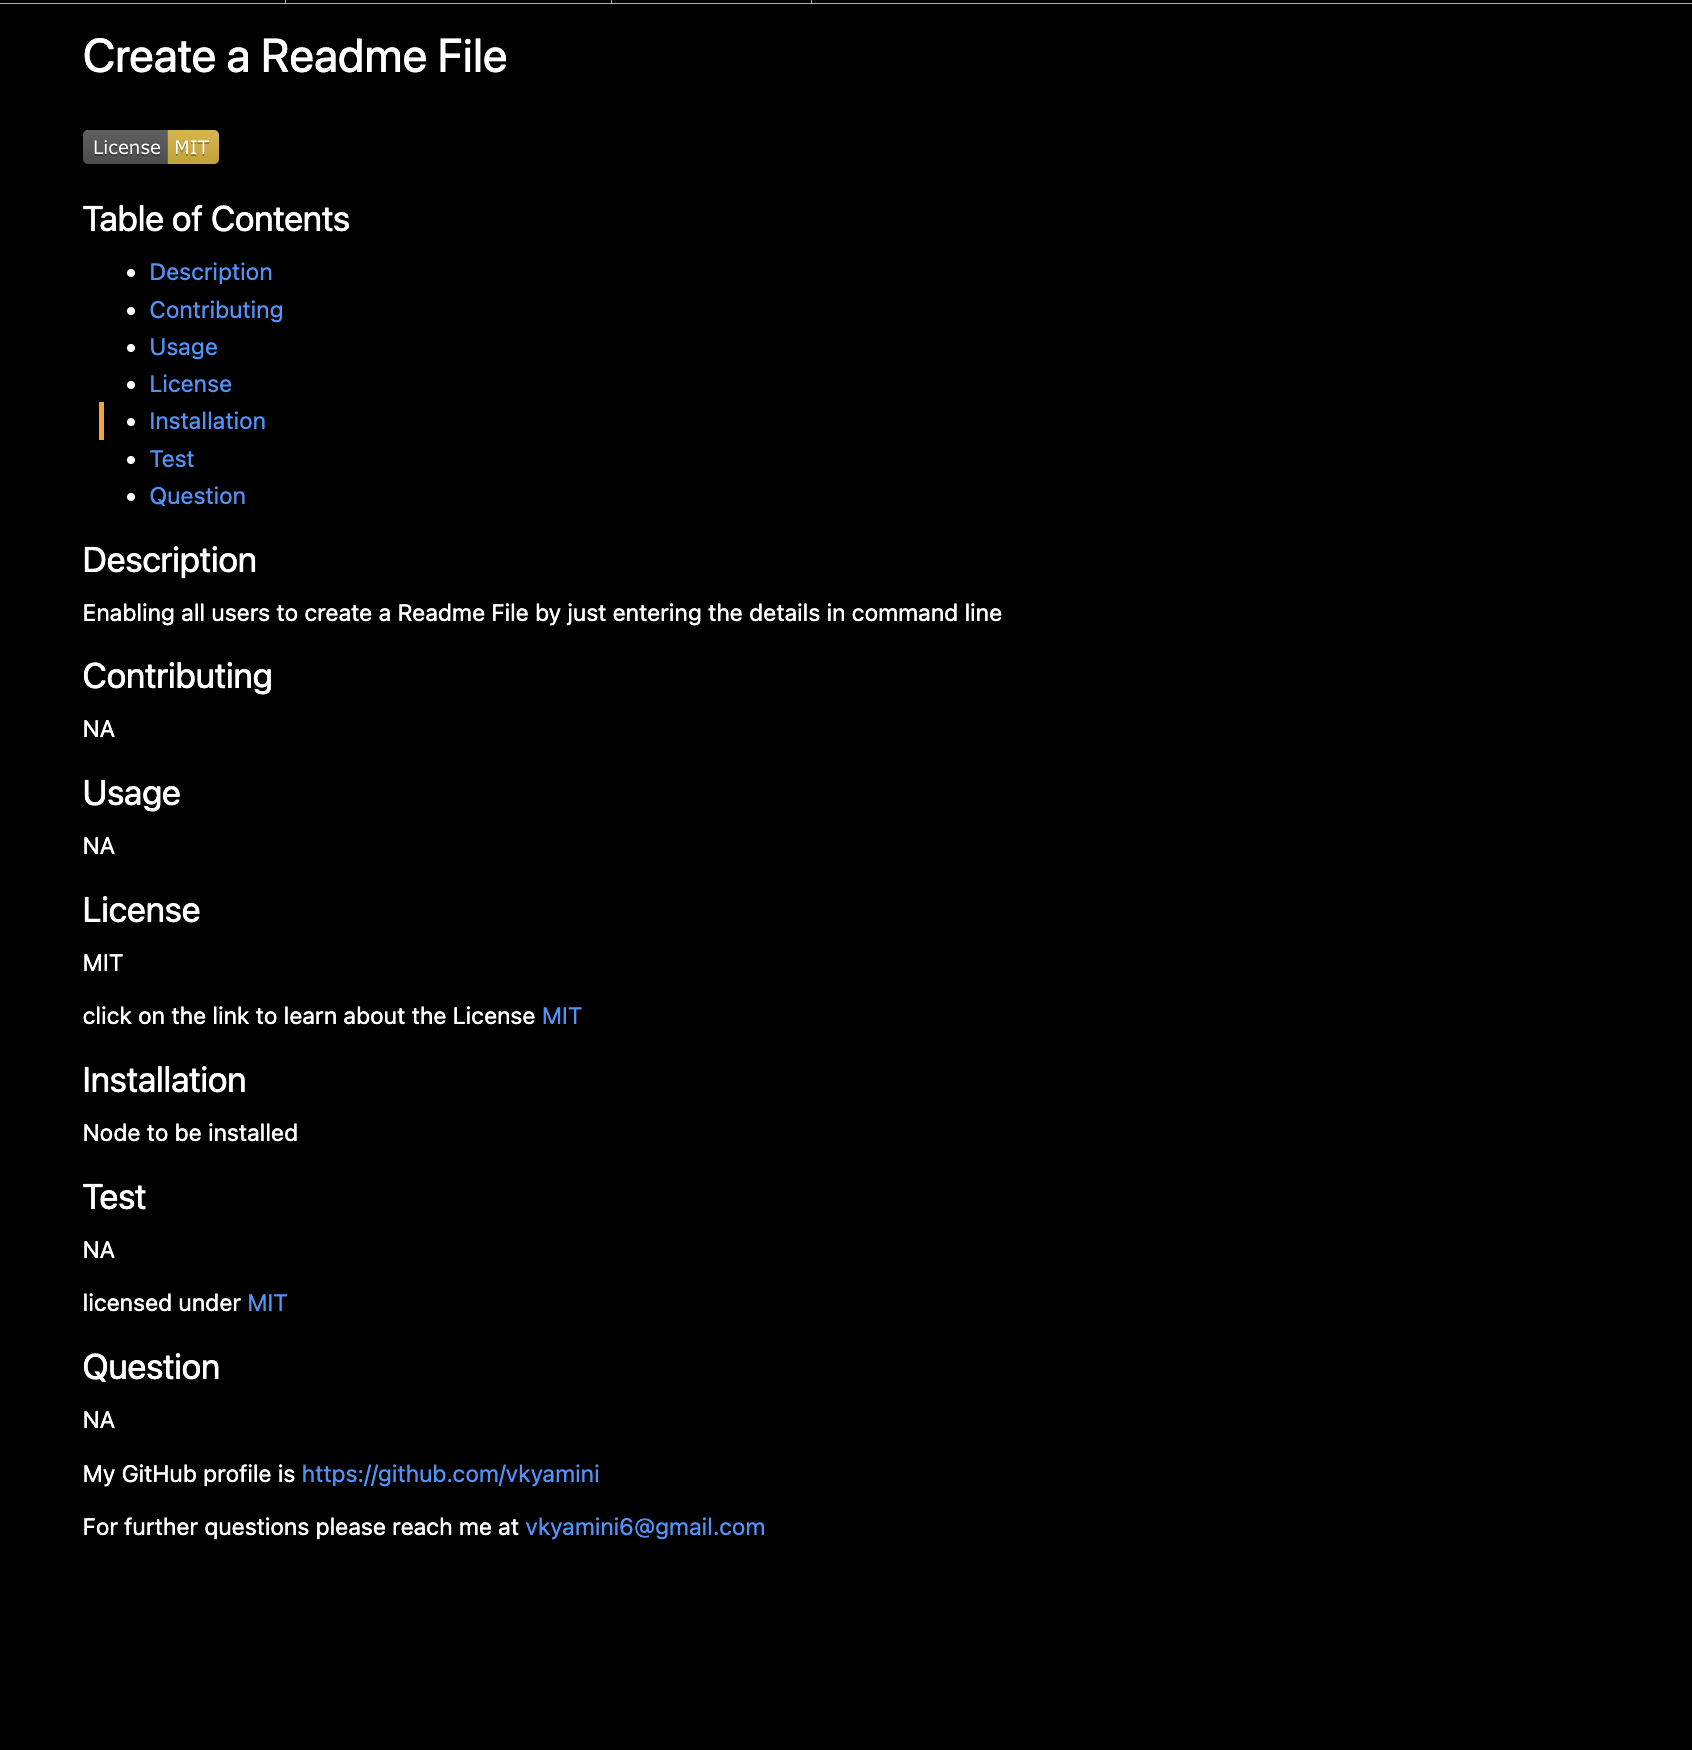 Create a Readme File
License MIT
Table of Contents
Description
Contributing
Usage
License
Installation
Test
Question
Description
Enabling all users to create a Readme File by just entering the details in command line
Contributing
NA
Usage
NA
License
MIT
click on the link to learn about the License MIT
Installation
Node to be installed
Test
NA
licensed under MIT
Question
NA
My GitHub profile is https://github.com/vkyamini
For further questions please reach me at vkyamini6@gmail.com